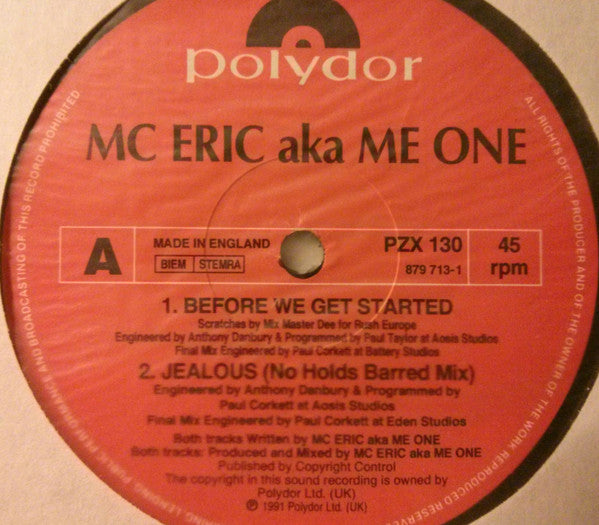 polydor
MC ERIC aka ME ONE
A
MADE IN ENGLAND
BIEM STEMRA
PZX 130
879 713-1
45
rpm
1. BEFORE WE GET STARTED
Scratches by Mix Master Dee for Rush Europe
Engineered by Anthony Danbury & Programmed by Paul Taylor at Aosis Studios
Final Mix Engineered by Paul Corkett at Battery Studios
2. JEALOUS (No Holds Barred Mix)
Engineered by Anthony Danbury & Programmed by
Paul Corkett at Aosis Studios
Final Mix Engineered by Paul Corkett at Eden Studios
Both tracks Written by MC ERIC aka ME ONE
Both tracks: Produced and Mixed by MC ERIC aka ME ONE
Published by Copyright Control
The copyright in this sound recording is owned by
Polydor Ltd. (UK)
℗ 1991 Polydor Ltd. (UK)
ALL RIGHTS OF THE PRODUCER AND OF THE OWNER OF THE WORK REPRODUCED RESERVED
LENDING, PUBLIC PERFORMANCE AND BROADCASTING OF THIS RECORD PROHIBITED